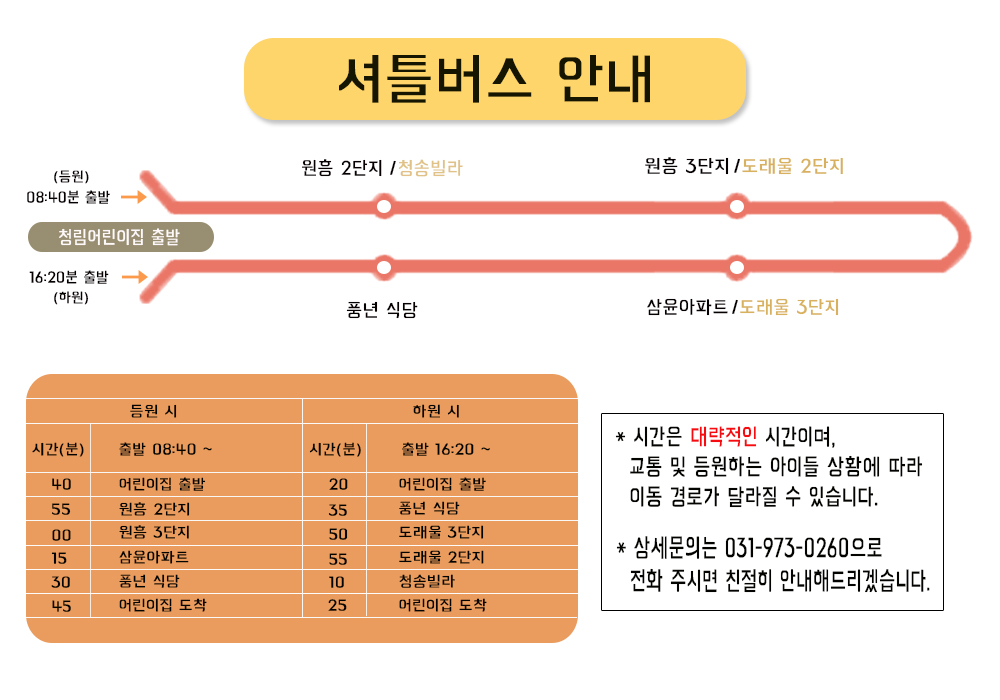 셔틀버스 안내
원흥 2단지 /청송빌라
원흥 3단지/도래울 2단지
(등원)
08:40분 출발
청림어린이집 출발
16:20분 출발
(하원)
풍년 식당
삼윤아파트/도래울 3단지
등원 시 하원 시
시간(분) 출발 08:40 ~ 시간(분) 출발 16:20 ~
40 어린이집 출발 20 어린이집 출발
55 원흥 2단지 35 풍년 식당
00 원흥 3단지 50 도래울 3단지
15 삼윤아파트 55 도래울 2단지
30 풍년 식당 10 청송빌라
45 어린이집 도착 25 어린이집 도착
* 시간은 대략적인 시간이며,
교통 및 등원하는 아이들 상황에 따라
이동 경로가 달라질 수 있습니다.
* 상세문의는 031-973-0260으로
전화 주시면 친절히 안내해드리겠습니다.